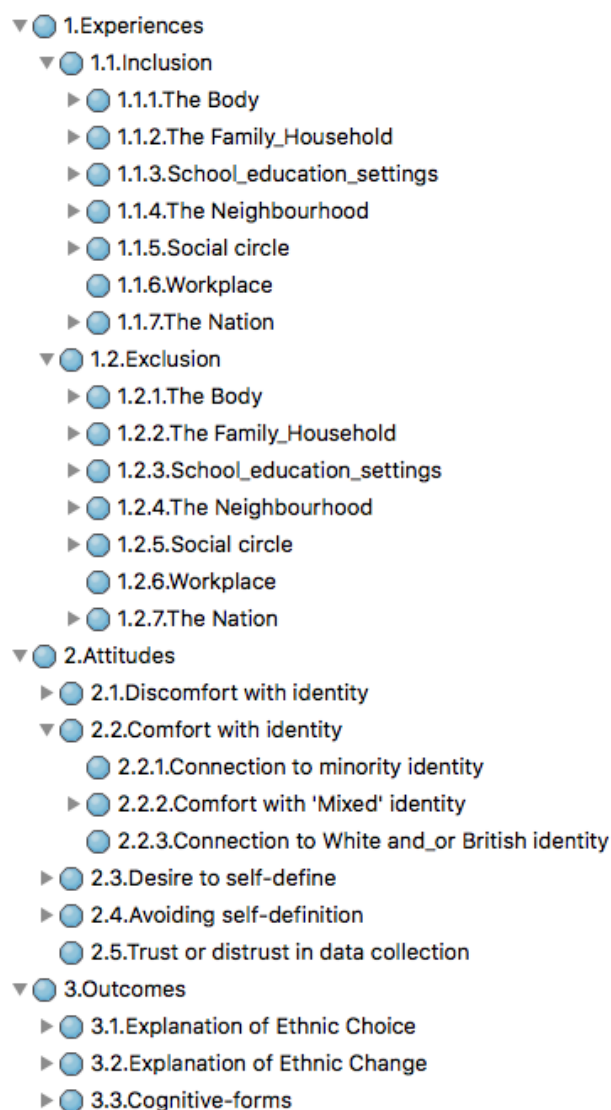 1.Experiences
1.1.Inclusion
1.1.1.The Body
1.1.2.The Family_Household
1.1.3.School_education_settings
1.1.4.The Neighbourhood
1.1.5.Social circle
1.1.6.Workplace
1.1.7.The Nation
1.2.Exclusion
1.2.1.The Body
1.2.2.The Family_Household
1.2.3.School_education_settings
1.2.4.The Neighbourhood
1.2.5.Social circle
1.2.6.Workplace
1.2.7.The Nation
2.Attitudes
2.1.Discomfort with identity
2.2.Comfort with identity
2.2.1.Connection to minority identity
2.2.2.Comfort with 'Mixed' identity
2.2.3.Connection to White and_or British identity
2.3.Desire to self-define
2.4.Avoiding self-definition
2.5.Trust or distrust in data collection
3.Outcomes
3.1.Explanation of Ethnic Choice
3.2.Explanation of Ethnic Change
3.3.Cognitive-forms